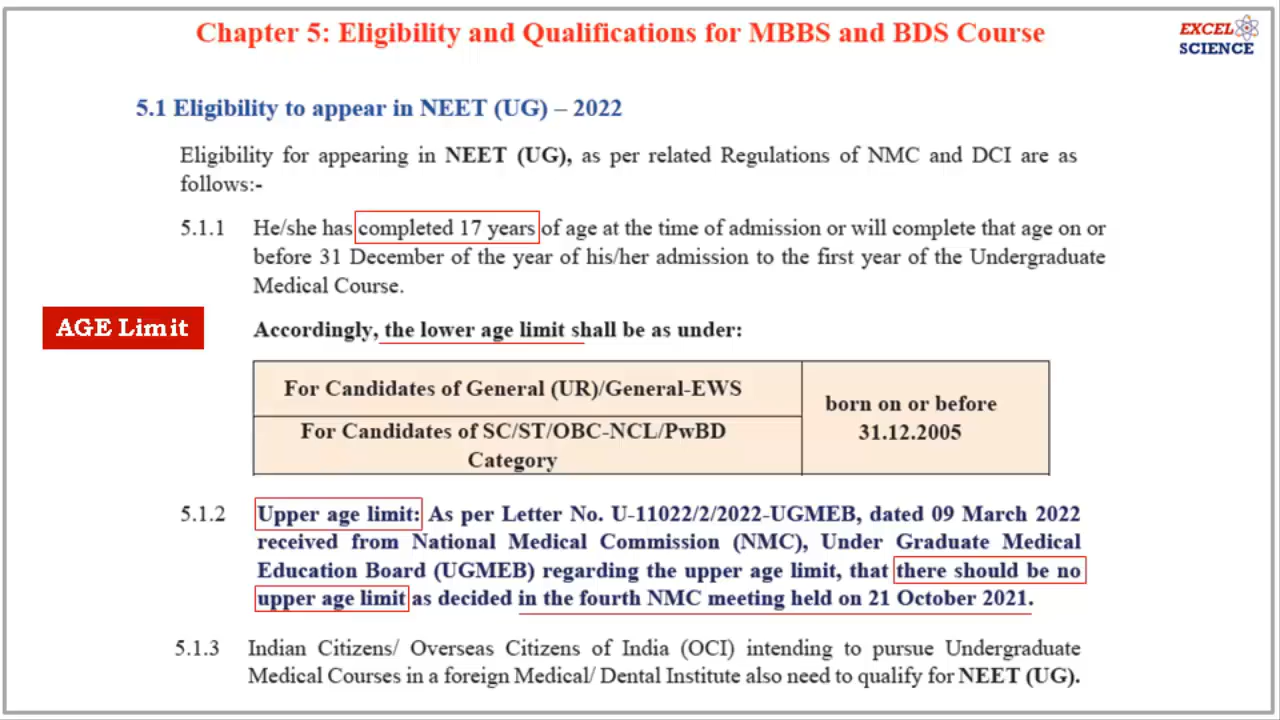 Chapter 5: Eligibility and Qualifications for MBBS and BDS Course
EXCEL
SCIENCE
5.1 Eligibility to appear in NEET (UG) – 2022
Eligibility for appearing in NEET (UG), as per related Regulations of NMC and DCI are as
follows:-
5.1.1 He/she has completed 17 years of age at the time of admission or will complete that age on or
before 31 December of the year of his/her admission to the first year of the Undergraduate
Medical Course.
AGE Limit
Accordingly, the lower age limit shall be as under:
For Candidates of General (UR)/General-EWS
For Candidates of SC/ST/OBC-NCL/PwBD
Category
born on or before
31.12.2005
5.1.2 Upper age limit: As per Letter No. U-11022/2/2022-UGMEB, dated 09 March 2022
received from National Medical Commission (NMC), Under Graduate Medical
Education Board (UGMEB) regarding the upper age limit, that there should be no
upper age limit as decided in the fourth NMC meeting held on 21 October 2021.
5.1.3 Indian Citizens/ Overseas Citizens of India (OCI) intending to pursue Undergraduate
Medical Courses in a foreign Medical/ Dental Institute also need to qualify for NEET (UG).